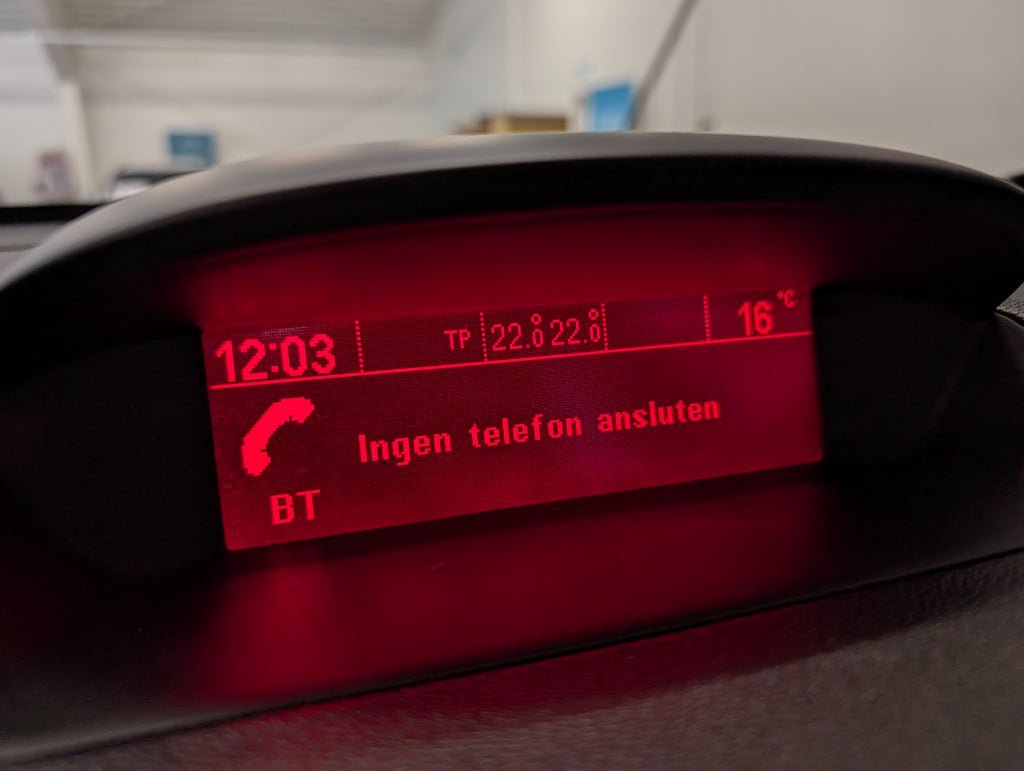 12:03 TP 22.0 22.0 16 °C
Ingen telefon ansluten
BT